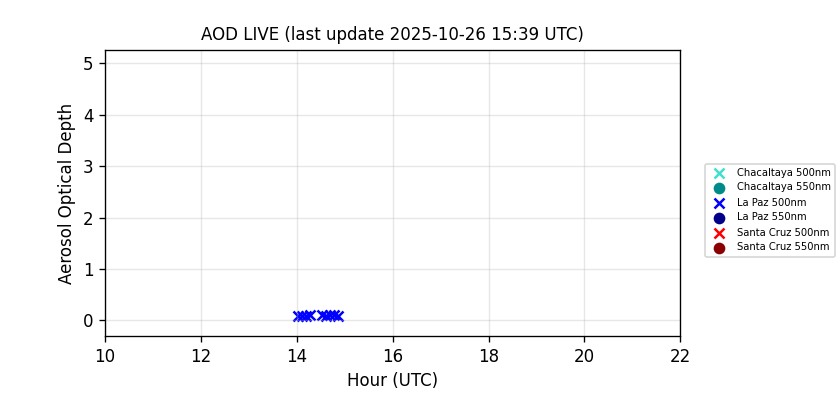 AOD LIVE (last update 2025-10-26 15:39 UTC)
Aerosol Optical Depth
5
4
3
2
1
0
10 12 14 16 18 20 22
Hour (UTC)
Chacaltaya 500nm
Chacaltaya 550nm
La Paz 500nm
La Paz 550nm
Santa Cruz 500nm
Santa Cruz 550nm